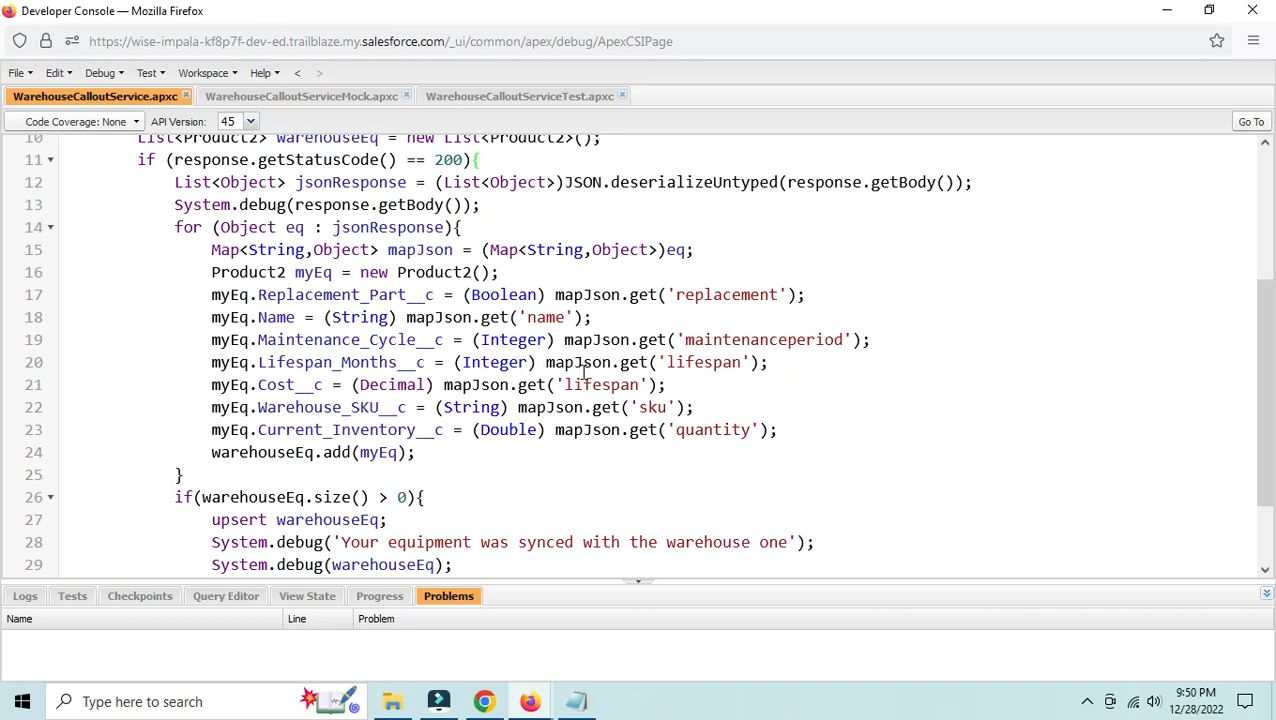 Developer Console — Mozilla Firefox
https://wise-impala-kf8p7f-dev-ed.trailblaze.my.salesforce.com/_ui/common/apex/debug/ApexCSIPage
File Edit Debug Test Workspace Help < >
WarehouseCalloutService.apxc WarehouseCalloutServiceMock.apxc WarehouseCalloutServiceTest.apxc
Code Coverage: None API Version: 45 Go To
10 List<Product2> warehouseEq = new List<Product2>();
11 if (response.getStatusCode() == 200){
12 List<Object> jsonResponse = (List<Object>)JSON.deserializeUntyped(response.getBody());
13 System.debug(response.getBody());
14 for (Object eq : jsonResponse){
15 Map<String,Object> mapJson = (Map<String,Object>)eq;
16 Product2 myEq = new Product2();
17 myEq.Replacement_Part__c = (Boolean) mapJson.get('replacement');
18 myEq.Name = (String) mapJson.get('name');
19 myEq.Maintenance_Cycle__c = (Integer) mapJson.get('maintenanceperiod');
20 myEq.Lifespan_Months__c = (Integer) mapJson.get('lifespan');
21 myEq.Cost__c = (Decimal) mapJson.get('lifespan');
22 myEq.Warehouse_SKU__c = (String) mapJson.get('sku');
23 myEq.Current_Inventory__c = (Double) mapJson.get('quantity');
24 warehouseEq.add(myEq);
25 }
26 if(warehouseEq.size() > 0){
27 upsert warehouseEq;
28 System.debug('Your equipment was synced with the warehouse one');
29 System.debug(warehouseEq);
Logs Tests Checkpoints Query Editor View State Progress Problems
Name Line Problem
Type here to search
9:50 PM
12/28/2022